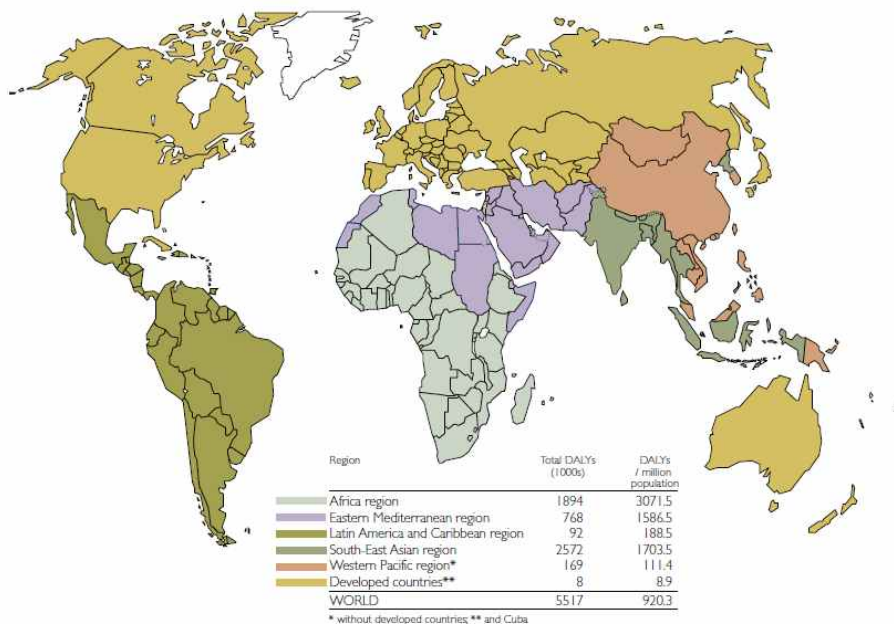 Region Total DALYs (1000s) DALYs / million population
Africa region 1894 3071.5
Eastern Mediterranean region 768 1586.5
Latin America and Caribbean region 92 188.5
South-East Asian region 2572 1703.5
Western Pacific region* 169 111.4
Developed countries** 8 8.9
WORLD 5517 920.3
* without developed countries; ** and Cuba